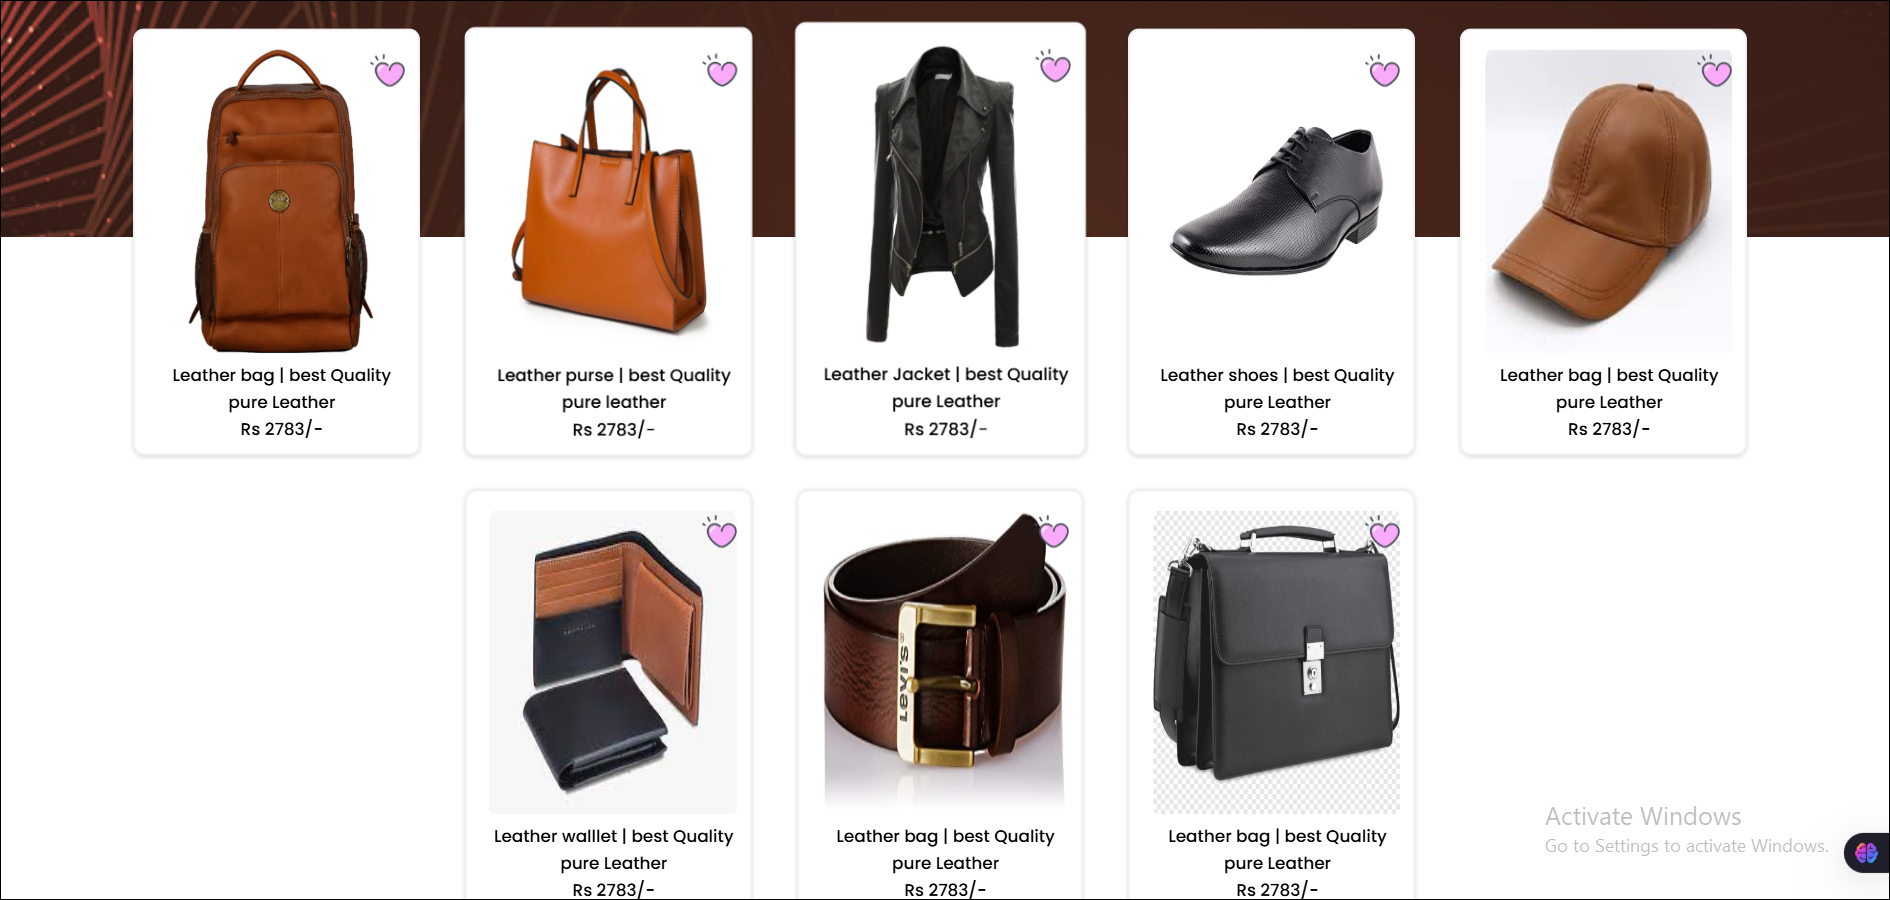 Leather bag | best Quality
pure Leather
Rs 2783/-
Leather purse | best Quality
pure leather
Rs 2783/-
Leather Jacket | best Quality
pure Leather
Rs 2783/-
Leather shoes | best Quality
pure Leather
Rs 2783/-
Leather bag | best Quality
pure Leather
Rs 2783/-
Leather walllet | best Quality
pure Leather
Rs 2783/-
LEVI'S®
Leather bag | best Quality
pure Leather
Rs 2783/-
Leather bag | best Quality
pure Leather
Rs 2783/-
Activate Windows
Go to Settings to activate Windows.